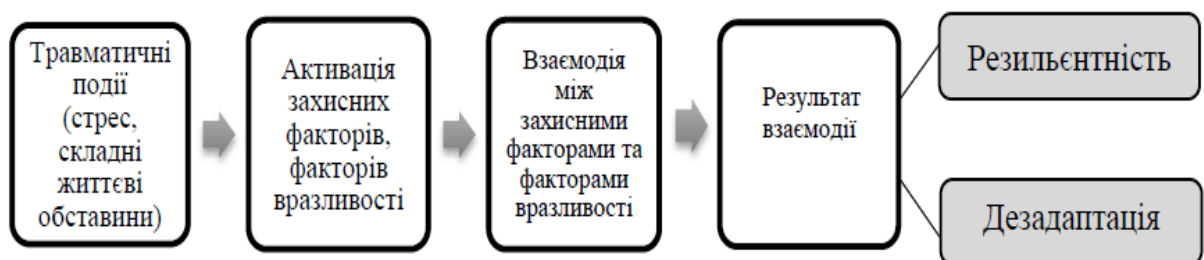 Травматичні
події
(стрес,
складні
життєві
обставини)
Активація
захисних
факторів,
факторів
вразливості
Взаємодія
між
захисними
факторами та
факторами
вразливості
Результат
взаємодії
Резильєнтність
Дезадаптація